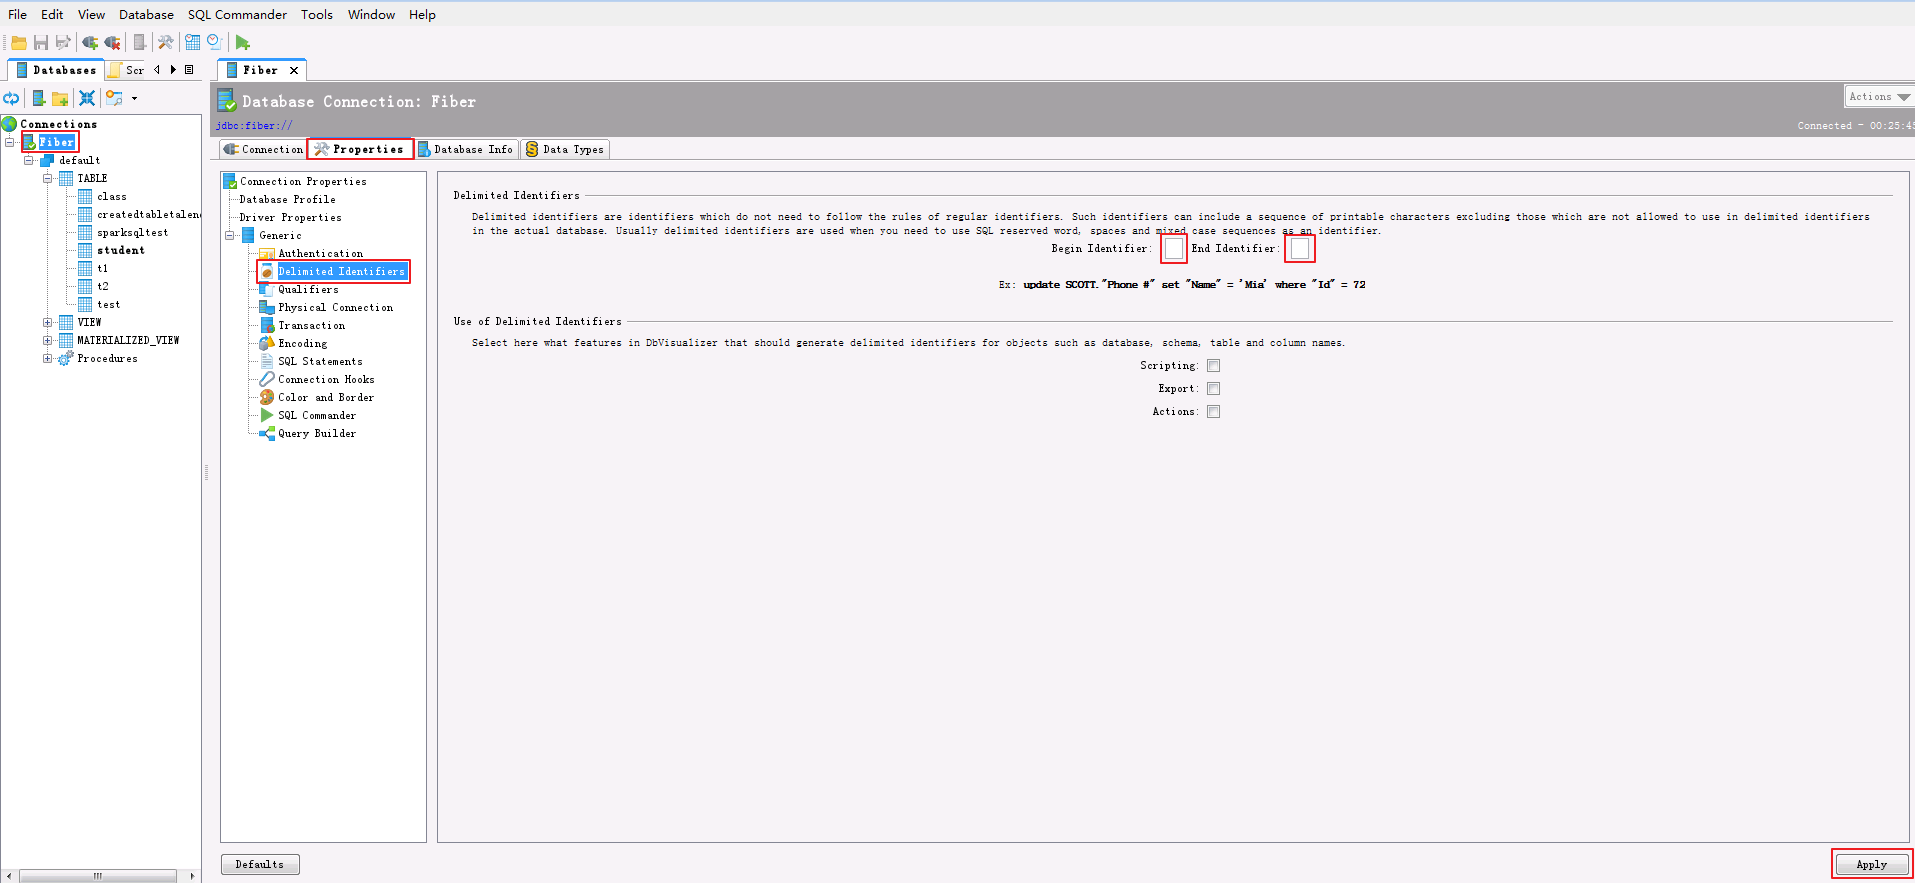 File Edit View Database SQL Commander Tools Window Help
Databases Scr
Fiber
Database Connection: Fiber
Actions
jdbc:fiber://
Connected - 00:25:4
Connections
Fiber
default
TABLE
class
createdtabletalen
sparksqltest
student
t1
t2
test
VIEW
MATERIALIZED_VIEW
Procedures
Connection Properties Database Info Data Types
Connection Properties
Database Profile
Driver Properties
Generic
Authentication
Delimited Identifiers
Qualifiers
Physical Connection
Transaction
Encoding
SQL Statements
Connection Hooks
Color and Border
SQL Commander
Query Builder
Delimited Identifiers
Delimited identifiers are identifiers which do not need to follow the rules of regular identifiers. Such identifiers can include a sequence of printable characters excluding those which are not allowed to use in delimited identifiers
in the actual database. Usually delimited identifiers are used when you need to use SQL reserved word, spaces and mixed case sequences as an identifier.
Begin Identifier: End Identifier:
Ex: update SCOTT."Phone #" set "Name" = 'Mia' where "Id" = 72
Use of Delimited Identifiers
Select here what features in DbVisualizer that should generate delimited identifiers for objects such as database, schema, table and column names.
Scripting:
Export:
Actions:
Defaults
Apply